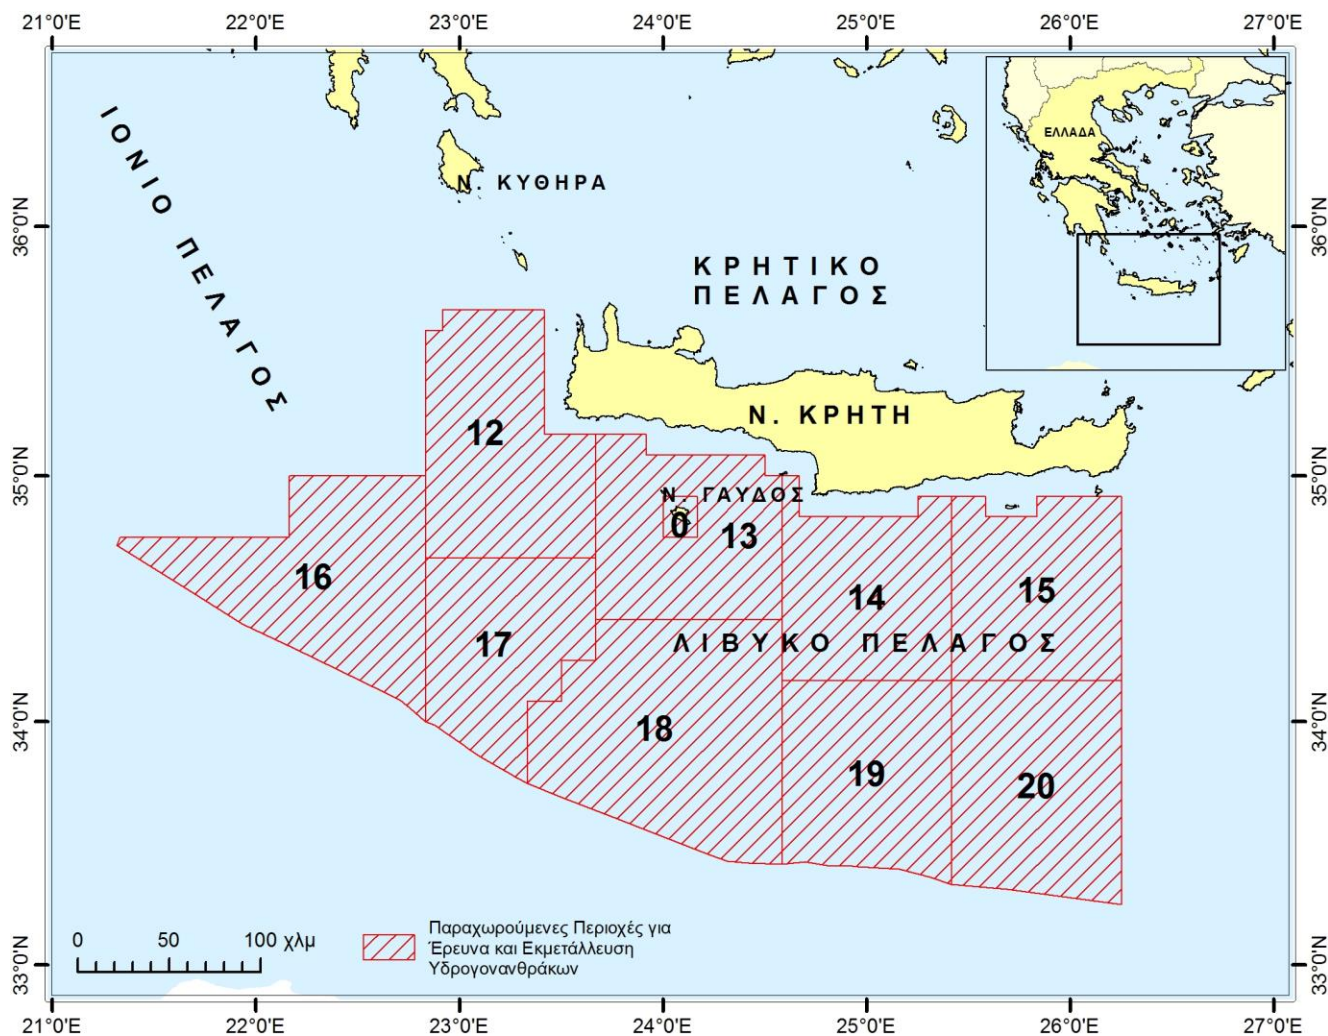 21°0'E 22°0'E 23°0'E 24°0'E 25°0'E 26°0'E 27°0'E
ΕΛΛΑΔΑ
ΙΟΝΙΟ ΠΕΛΑΓΟΣ
Ν. ΚΥΘΗΡΑ
36°0'N 36°0'N
ΚΡΗΤΙΚΟ
ΠΕΛΑΓΟΣ
Ν. ΚΡΗΤΗ
12
35°0'N 35°0'N
Ν. ΓΑΥΔΟΣ
0
13
16
14
15
17
ΛΙΒΥΚΟ ΠΕΛΑΓΟΣ
34°0'N 34°0'N
18
19
20
0 50 100 χλμ
Παραχωρούμενες Περιοχές για
Έρευνα και Εκμετάλλευση
Υδρογονανθράκων
33°0'N 33°0'N
21°0'E 22°0'E 23°0'E 24°0'E 25°0'E 26°0'E 27°0'E